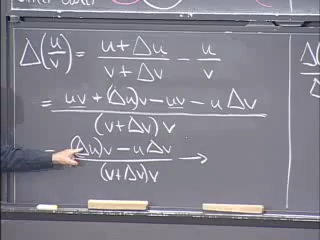 Δ(u/v) = (u+Δu)/(v+Δv) − u/v
= (uv+(Δu)v−uv−uΔv)/((v+Δv)v)
= ((Δu)v−uΔv)/((v+Δv)v) →